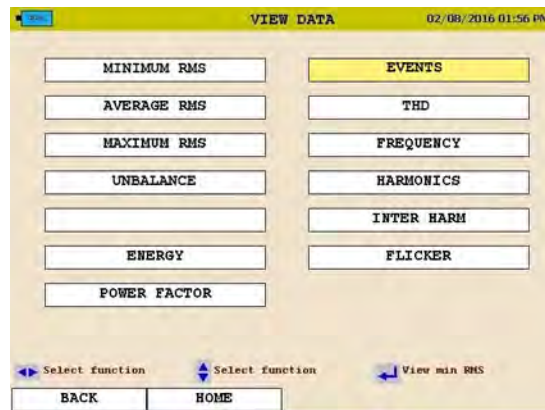 VIEW DATA
02/08/2016 01:56 PM
MINIMUM RMS
AVERAGE RMS
MAXIMUM RMS
UNBALANCE
ENERGY
POWER FACTOR
EVENTS
THD
FREQUENCY
HARMONICS
INTER HARM
FLICKER
Select function
Select function
View min RMS
BACK
HOME